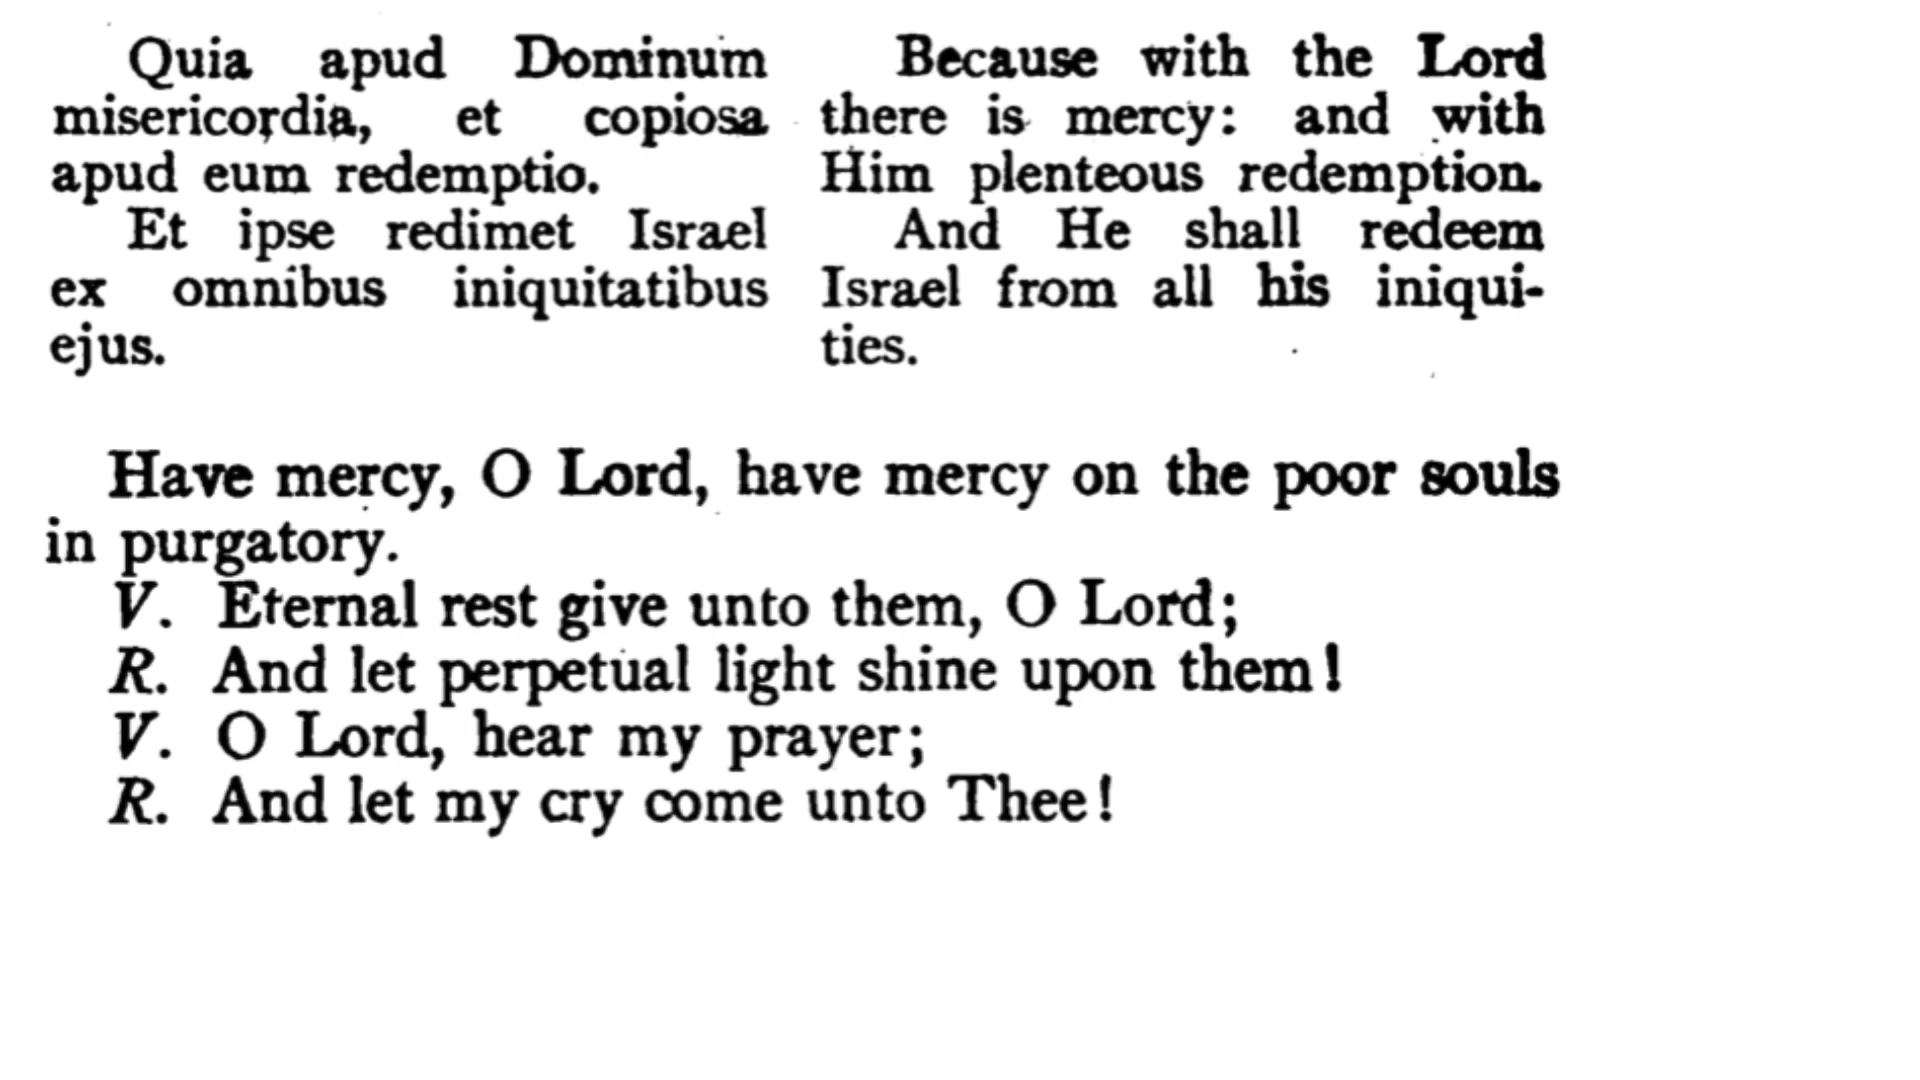 Quia apud Dominum
misericordia, et copiosa
apud eum redemptio.
Et ipse redimet Israel
ex omnibus iniquitatibus
ejus.
Because with the Lord
there is mercy: and with
Him plenteous redemption.
And He shall redeem
Israel from all his iniqui-
ties.
Have mercy, O Lord, have mercy on the poor souls
in purgatory.
V. Eternal rest give unto them, O Lord;
R. And let perpetual light shine upon them!
V. O Lord, hear my prayer;
R. And let my cry come unto Thee!